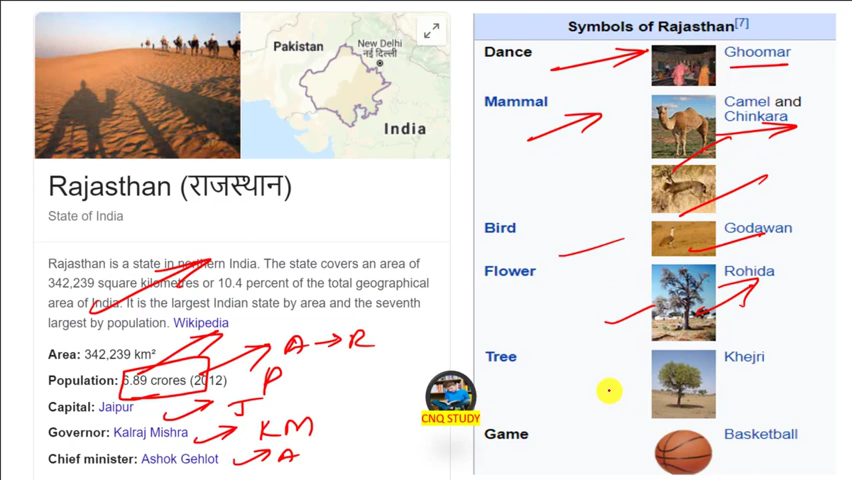 Pakistan
New Delhi
नई दिल्ली
India
Rajasthan (राजस्थान)
State of India
Rajasthan is a state in northern India. The state covers an area of
342,239 square kilometres or 10.4 percent of the total geographical
area of India. It is the largest Indian state by area and the seventh
largest by population. Wikipedia
Area: 342,239 km²
A → R
Population: 6.89 crores (2012)
P
Capital: Jaipur
J
Governor: Kalraj Mishra
KM
Chief minister: Ashok Gehlot
A
CNQ STUDY
Symbols of Rajasthan[7]
Dance Ghoomar
Mammal Camel and
Chinkara
Bird Godawan
Flower Rohida
Tree Khejri
Game Basketball